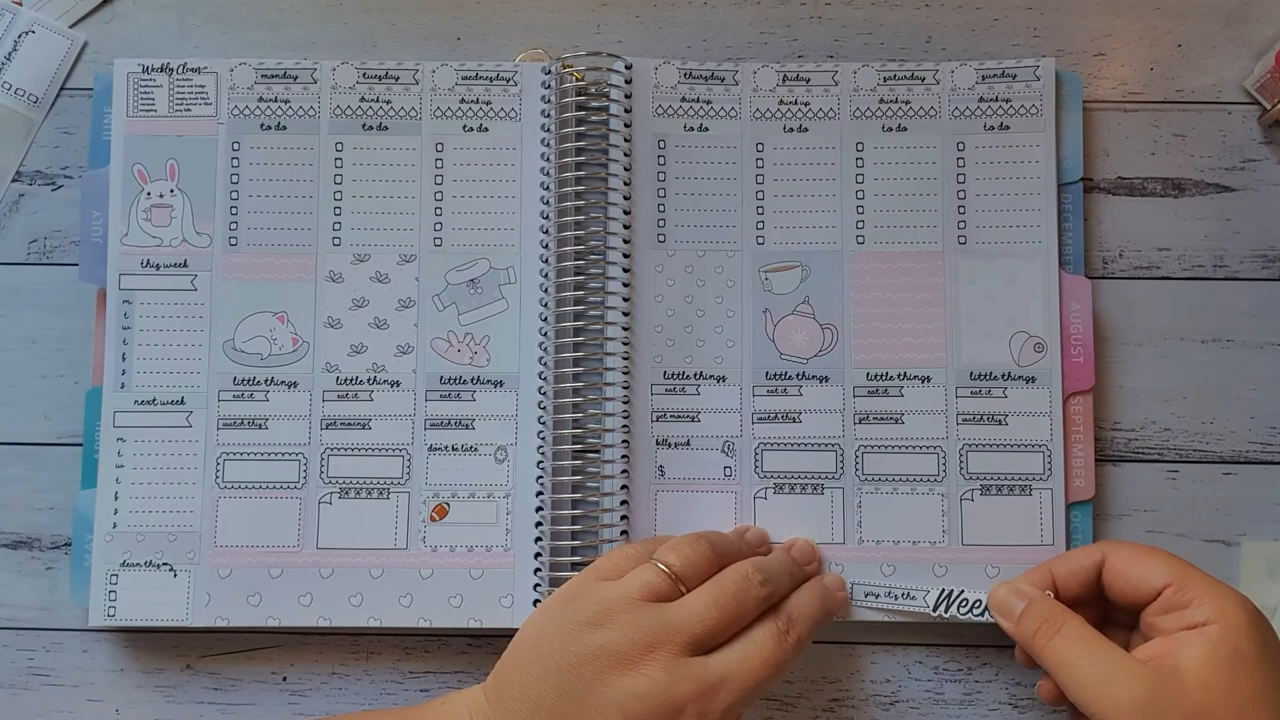 Weekly Clean
monday
tuesday
wednesday
thursday
friday
saturday
sunday
drink up
drink up
drink up
drink up
drink up
drink up
drink up
to do
to do
to do
to do
to do
to do
to do
this week
m
t
w
t
f
s
s
next week
m
t
w
t
f
s
s
clean this
little things
little things
little things
little things
little things
little things
little things
eat it
eat it
eat it
eat it
eat it
eat it
eat it
watch this
get moving
watch this
get moving
watch this
get moving
watch this
don't be late
bills suck
$
yay, it's the
Week
JUNE
JULY
APRIL
MAY
DECEMBER
AUGUST
SEPTEMBER
OCT